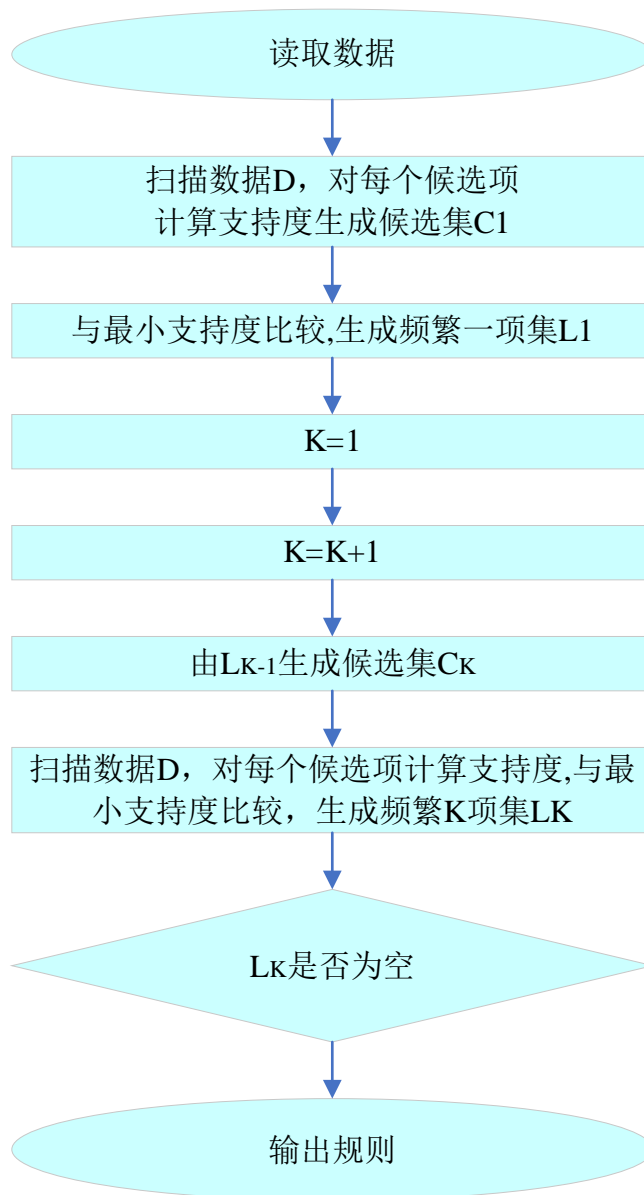 读取数据
扫描数据D，对每个候选项
计算支持度生成候选集C1
与最小支持度比较,生成频繁一项集L1
K=1
K=K+1
由LK-1生成候选集CK
扫描数据D，对每个候选项计算支持度,与最
小支持度比较，生成频繁K项集LK
LK是否为空
输出规则